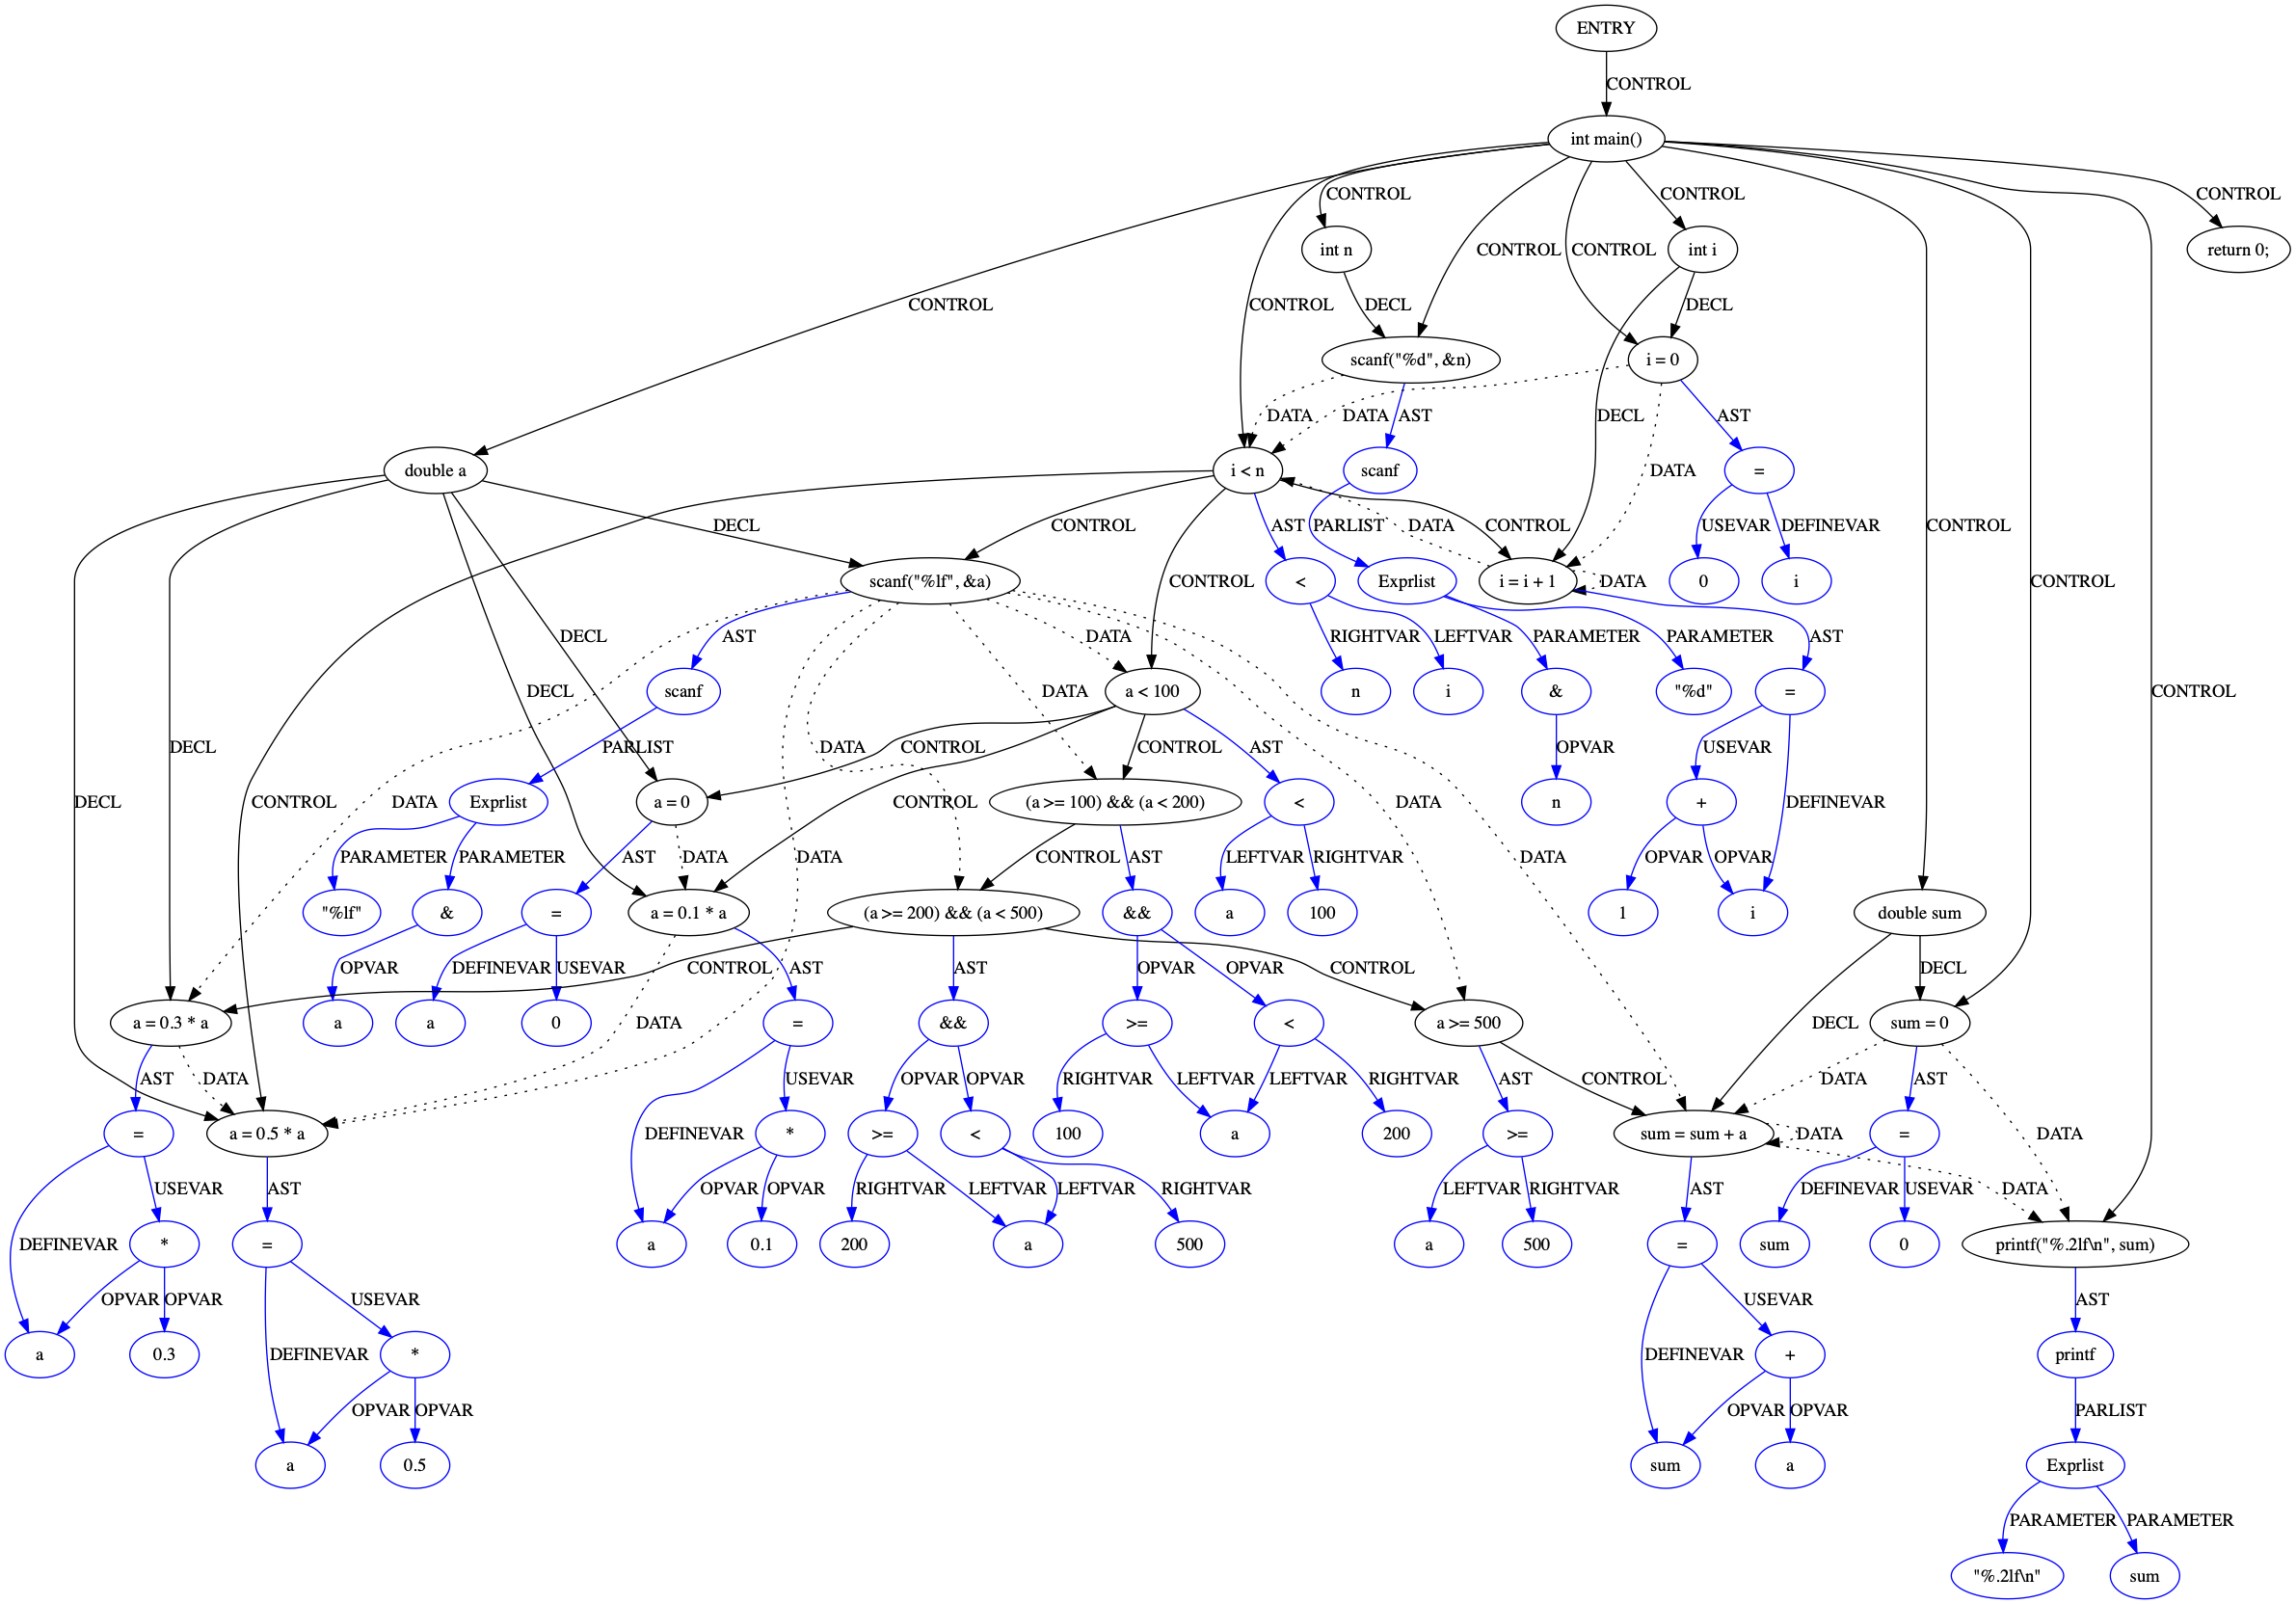 ENTRY
CONTROL
int main()
CONTROL
CONTROL
CONTROL
int n
CONTROL
CONTROL
int i
return 0;
CONTROL
CONTROL
DECL
DECL
scanf("%d", &n)
i = 0
DATA
DATA
AST
DECL
AST
double a
i < n
scanf
DATA
=
DECL
CONTROL
AST
DATA
PARLIST
CONTROL
USEVAR
DEFINEVAR
CONTROL
scanf("%lf", &a)
CONTROL
<
Exprlist
i = i + 1
DATA
0
i
CONTROL
DECL
AST
DATA
RIGHTVAR
LEFTVAR
PARAMETER
PARAMETER
AST
DECL
scanf
DATA
a < 100
n
i
&
"%d"
=
CONTROL
DECL
PARLIST
DATA
CONTROL
CONTROL
AST
OPVAR
USEVAR
DECL
CONTROL
DATA
Exprlist
a = 0
CONTROL
(a >= 100) && (a < 200)
<
DATA
n
+
DEFINEVAR
PARAMETER
PARAMETER
AST
DATA
DATA
CONTROL
AST
LEFTVAR
RIGHTVAR
DATA
OPVAR
OPVAR
"%lf"
&
=
a = 0.1 * a
(a >= 200) && (a < 500)
&&
a
100
1
i
double sum
OPVAR
DEFINEVAR
USEVAR
CONTROL
AST
AST
OPVAR
OPVAR
CONTROL
DECL
a = 0.3 * a
a
a
0
DATA
=
&&
>=
<
a >= 500
DECL
sum = 0
AST
DATA
USEVAR
OPVAR
OPVAR
RIGHTVAR
LEFTVAR
LEFTVAR
RIGHTVAR
AST
CONTROL
DATA
AST
=
a = 0.5 * a
DEFINEVAR
*
>=
<
100
a
200
>=
sum = sum + a
DATA
=
DATA
USEVAR
AST
OPVAR
OPVAR
RIGHTVAR
LEFTVAR
LEFTVAR
RIGHTVAR
LEFTVAR
RIGHTVAR
AST
DEFINEVAR
USEVAR
DATA
DEFINEVAR
*
=
a
0.1
200
a
500
a
500
=
sum
0
printf("%.2lf\n", sum)
OPVAR
OPVAR
USEVAR
USEVAR
AST
a
0.3
DEFINEVAR
*
DEFINEVAR
+
printf
OPVAR
OPVAR
OPVAR
OPVAR
PARLIST
a
0.5
sum
a
Exprlist
PARAMETER
PARAMETER
"%.2lf\n"
sum